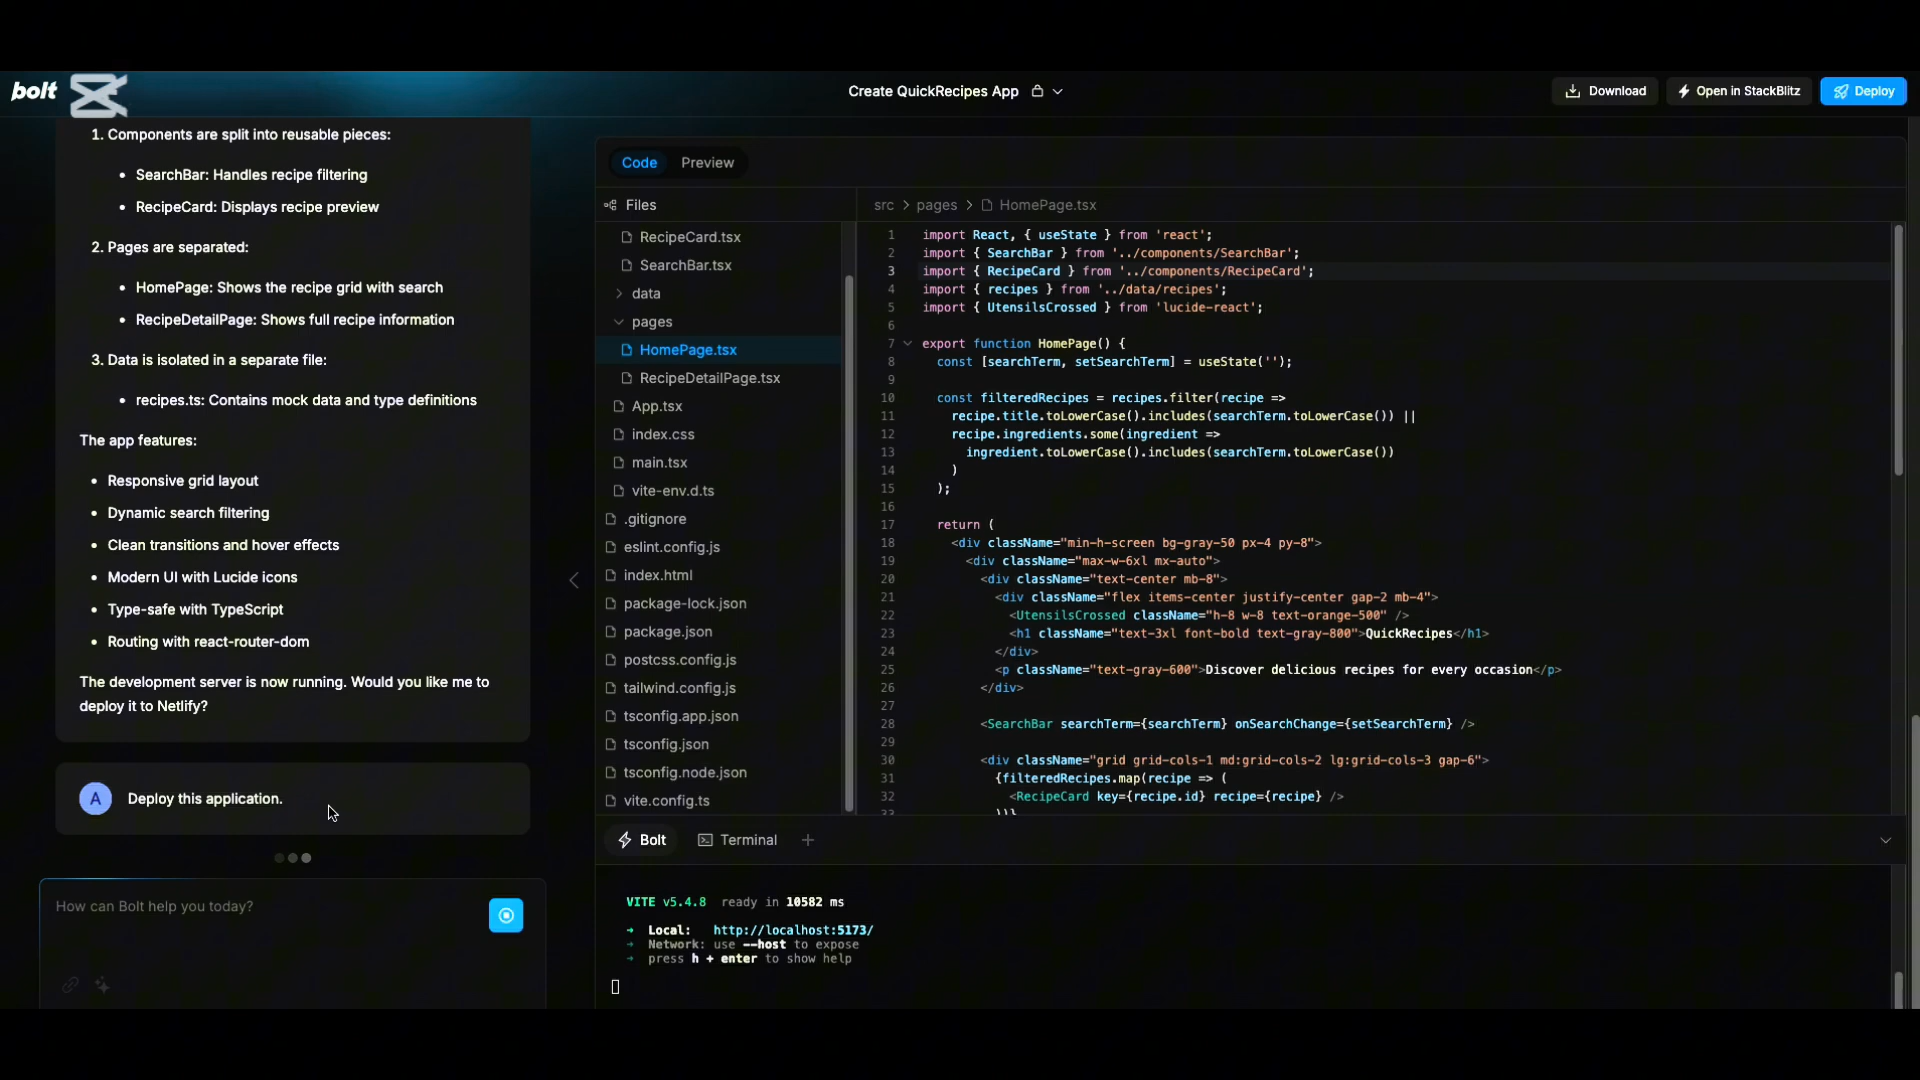 bolt
Create QuickRecipes App
Download
Open in StackBlitz
Deploy
1. Components are split into reusable pieces:
• SearchBar: Handles recipe filtering
• RecipeCard: Displays recipe preview
2. Pages are separated:
• HomePage: Shows the recipe grid with search
• RecipeDetailPage: Shows full recipe information
3. Data is isolated in a separate file:
• recipes.ts: Contains mock data and type definitions
The app features:
• Responsive grid layout
• Dynamic search filtering
• Clean transitions and hover effects
• Modern UI with Lucide icons
• Type-safe with TypeScript
• Routing with react-router-dom
The development server is now running. Would you like me to
deploy it to Netlify?
A
Deploy this application.
How can Bolt help you today?
Code
Preview
Files
RecipeCard.tsx
SearchBar.tsx
data
pages
HomePage.tsx
RecipeDetailPage.tsx
App.tsx
index.css
main.tsx
vite-env.d.ts
.gitignore
eslint.config.js
index.html
package-lock.json
package.json
postcss.config.js
tailwind.config.js
tsconfig.app.json
tsconfig.json
tsconfig.node.json
vite.config.ts
src > pages > HomePage.tsx
1 import React, { useState } from 'react';
2 import { SearchBar } from '../components/SearchBar';
3 import { RecipeCard } from '../components/RecipeCard';
4 import { recipes } from '../data/recipes';
5 import { UtensilsCrossed } from 'lucide-react';
6
7 export function HomePage() {
8 const [searchTerm, setSearchTerm] = useState('');
9
10 const filteredRecipes = recipes.filter(recipe =>
11 recipe.title.toLowerCase().includes(searchTerm.toLowerCase()) ||
12 recipe.ingredients.some(ingredient =>
13 ingredient.toLowerCase().includes(searchTerm.toLowerCase())
14 )
15 );
16
17 return (
18 <div className="min-h-screen bg-gray-50 px-4 py-8">
19 <div className="max-w-6xl mx-auto">
20 <div className="text-center mb-8">
21 <div className="flex items-center justify-center gap-2 mb-4">
22 <UtensilsCrossed className="h-8 w-8 text-orange-500" />
23 <h1 className="text-3xl font-bold text-gray-800">QuickRecipes</h1>
24 </div>
25 <p className="text-gray-600">Discover delicious recipes for every occasion</p>
26 </div>
27
28 <SearchBar searchTerm={searchTerm} onSearchChange={setSearchTerm} />
29
30 <div className="grid grid-cols-1 md:grid-cols-2 lg:grid-cols-3 gap-6">
31 {filteredRecipes.map(recipe => (
32 <RecipeCard key={recipe.id} recipe={recipe} />
33 ))}
Bolt
Terminal
VITE v5.4.8 ready in 10582 ms
➜ Local: http://localhost:5173/
➜ Network: use --host to expose
➜ press h + enter to show help